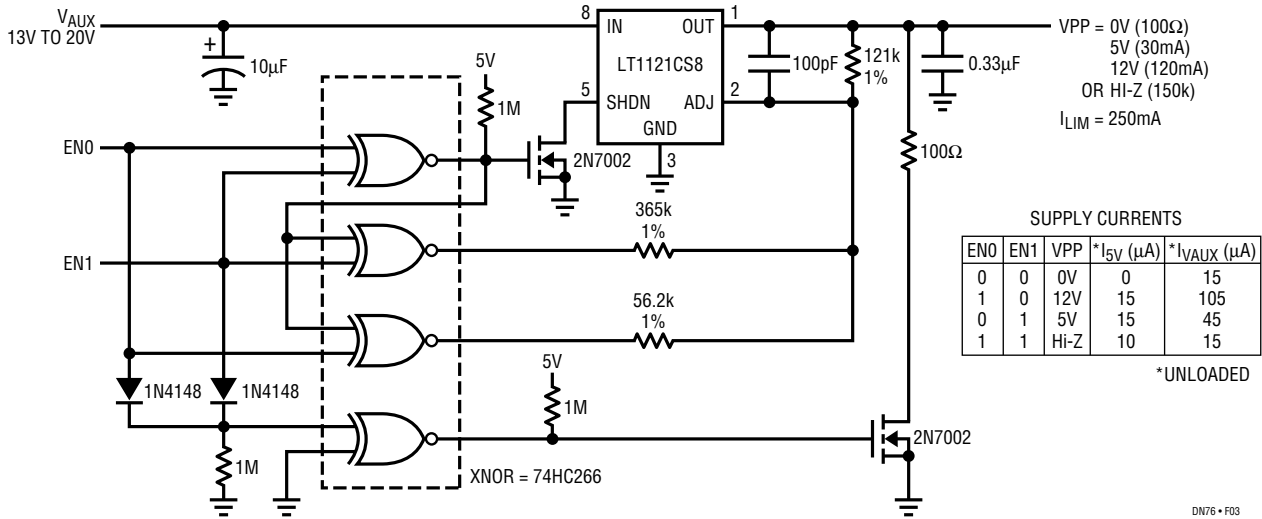 VAUX
13V TO 20V
+
10µF
8
IN
OUT
1
LT1121CS8
5
SHDN
ADJ
2
GND
3
100pF
121k
1%
0.33µF
VPP = 0V (100Ω)
5V (30mA)
12V (120mA)
OR HI-Z (150k)
ILIM = 250mA
5V
1M
2N7002
100Ω
EN0
EN1
365k
1%
56.2k
1%
1N4148
1N4148
1M
5V
1M
2N7002
XNOR = 74HC266
SUPPLY CURRENTS
EN0 EN1 VPP *I5V (µA) *IVAUX (µA)
0 0 0V 0 15
1 0 12V 15 105
0 1 5V 15 45
1 1 Hi-Z 10 15
*UNLOADED
DN76 • F03